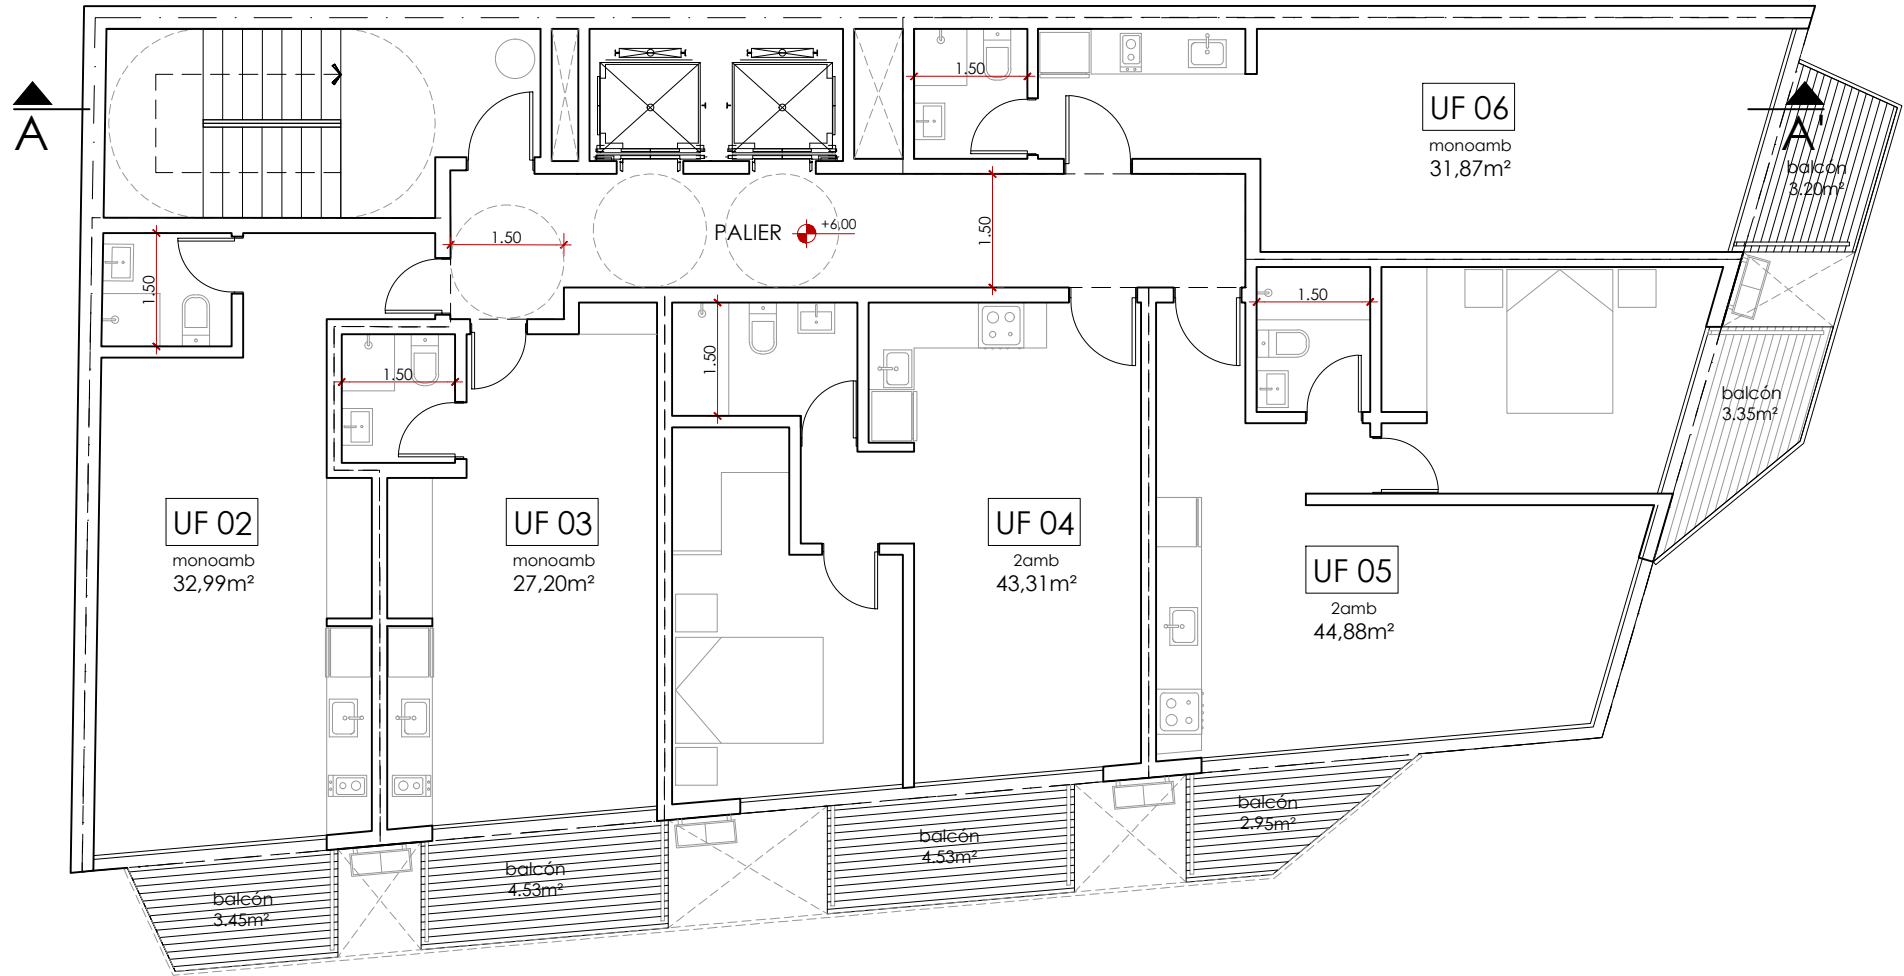 A
A'
1.50
UF 06
monoamb
31,87m²
balcón
3.20m²
PALIER
+6,00
1.50
1.50
1.50
1.50
balcón
3.35m²
1.50
1.50
UF 02
monoamb
32,99m²
UF 03
monoamb
27,20m²
UF 04
2amb
43,31m²
UF 05
2amb
44,88m²
balcón
3.45m²
balcón
4.53m²
balcón
4.53m²
balcón
2.95m²